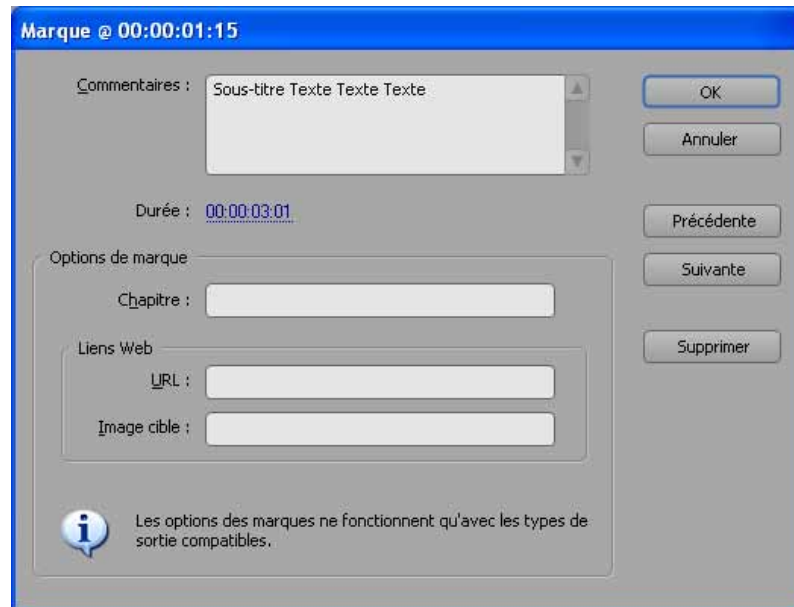 Marque @ 00:00:01:15
Commentaires :
Sous-titre Texte Texte Texte
OK
Annuler
Durée : 00:00:03:01
Précédente
Options de marque
Suivante
Chapitre :
Liens Web
Supprimer
URL :
Image cible :
Les options des marques ne fonctionnent qu'avec les types de
sortie compatibles.